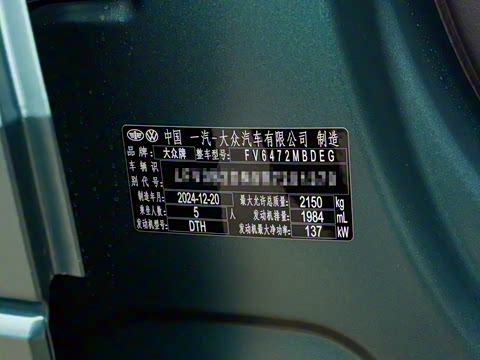 中国 一汽-大众汽车有限公司 制造
品牌: 大众牌 整车型号: FV6472MBDEG
车辆识
别代号:
制造年月: 2024-12-20 最大允许总质量: 2150 kg
乘坐人数: 5 人 发动机排量: 1984 mL
发动机型号: DTH 发动机最大净功率: 137 kW